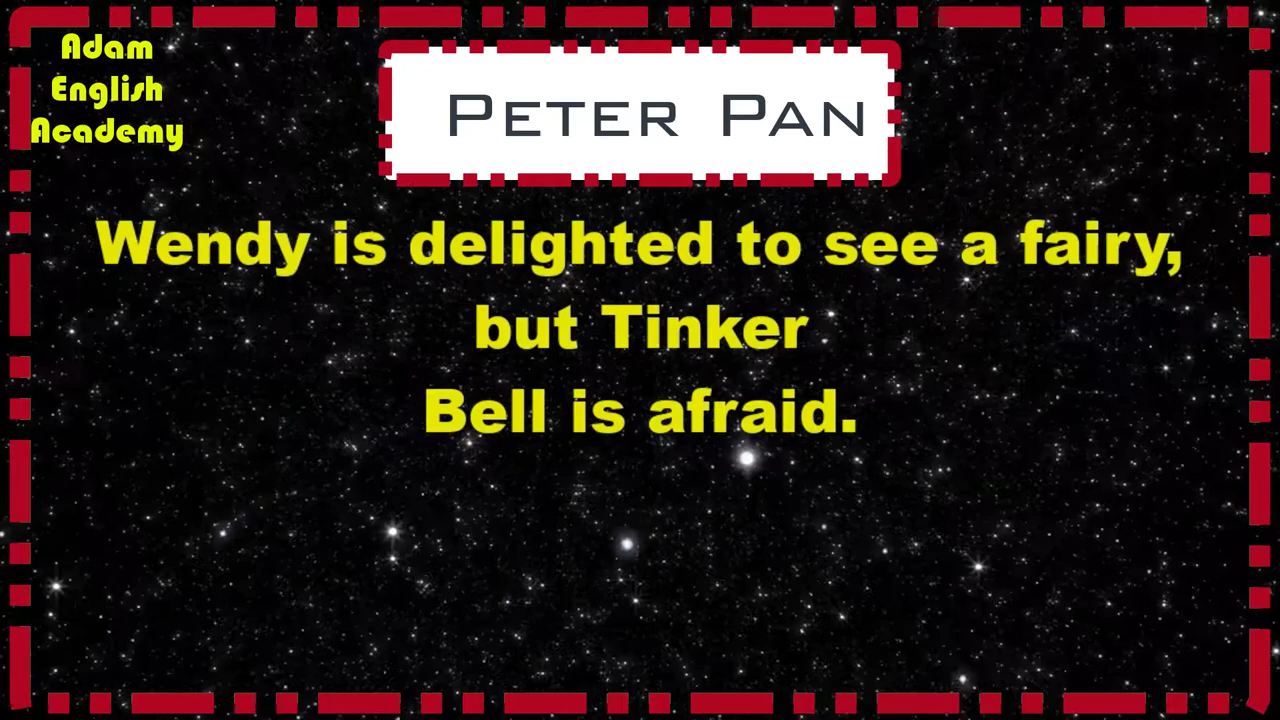 Adam
English
Academy
Peter Pan
Wendy is delighted to see a fairy,
but Tinker
Bell is afraid.